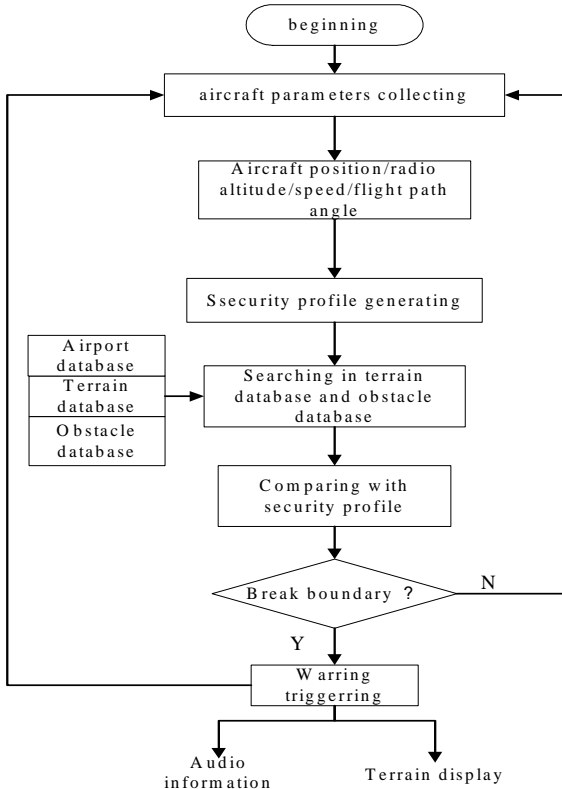 beginning
aircraft parameters collecting
Aircraft position/radio
altitude/speed/flight path
angle
Ssecurity profile generating
Airport
database
Terrain
database
Obstacle
database
Searching in terrain
database and obstacle
database
Comparing with
security profile
Break boundary ?
N
Y
Warring
triggerring
Audio
information
Terrain display